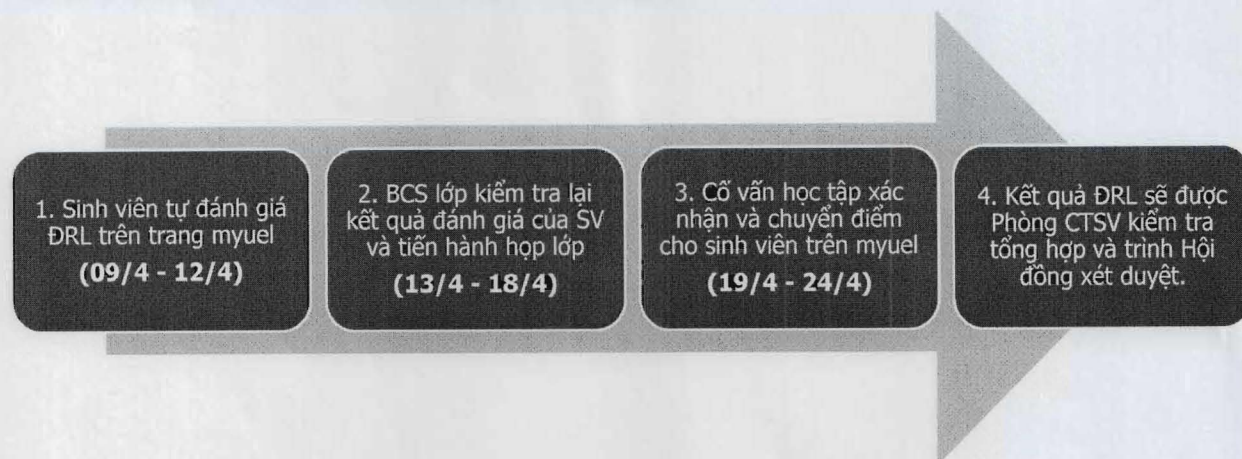 1. Sinh viên tự đánh giá
ĐRL trên trang myuel
(09/4 - 12/4)
2. BCS lớp kiểm tra lại
kết quả đánh giá của SV
và tiến hành họp lớp
(13/4 - 18/4)
3. Cố vấn học tập xác
nhận và chuyển điểm
cho sinh viên trên myuel
(19/4 - 24/4)
4. Kết quả ĐRL sẽ được
Phòng CTSV kiểm tra
tổng hợp và trình Hội
đồng xét duyệt.